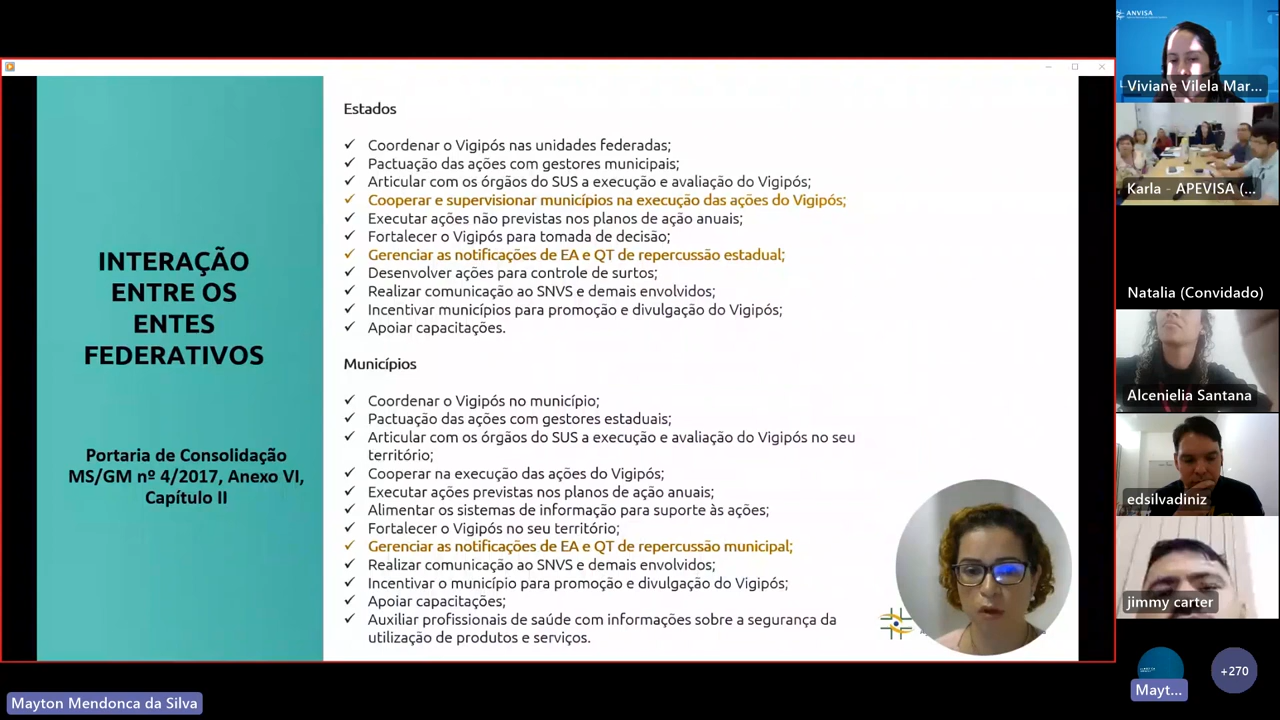 INTERAÇÃO
ENTRE OS
ENTES
FEDERATIVOS
Portaria de Consolidação
MS/GM nº 4/2017, Anexo VI,
Capítulo II
Estados
✓ Coordenar o Vigipós nas unidades federadas;
✓ Pactuação das ações com gestores municipais;
✓ Articular com os órgãos do SUS a execução e avaliação do Vigipós;
✓ Cooperar e supervisionar municípios na execução das ações do Vigipós;
✓ Executar ações não previstas nos planos de ação anuais;
✓ Fortalecer o Vigipós para tomada de decisão;
✓ Gerenciar as notificações de EA e QT de repercussão estadual;
✓ Desenvolver ações para controle de surtos;
✓ Realizar comunicação ao SNVS e demais envolvidos;
✓ Incentivar municípios para promoção e divulgação do Vigipós;
✓ Apoiar capacitações.
Municípios
✓ Coordenar o Vigipós no município;
✓ Pactuação das ações com gestores estaduais;
✓ Articular com os órgãos do SUS a execução e avaliação do Vigipós no seu
território;
✓ Cooperar na execução das ações do Vigipós;
✓ Executar ações previstas nos planos de ação anuais;
✓ Alimentar os sistemas de informação para suporte às ações;
✓ Fortalecer o Vigipós no seu território;
✓ Gerenciar as notificações de EA e QT de repercussão municipal;
✓ Realizar comunicação ao SNVS e demais envolvidos;
✓ Incentivar o município para promoção e divulgação do Vigipós;
✓ Apoiar capacitações;
✓ Auxiliar profissionais de saúde com informações sobre a segurança da
utilização de produtos e serviços.
ANVISA
Viviane Vilela Mar...
Karla - APEVISA (...
Natalia (Convidado)
Alcenielia Santana
edsilvadiniz
jimmy carter
Mayt...
+270
Mayton Mendonca da Silva